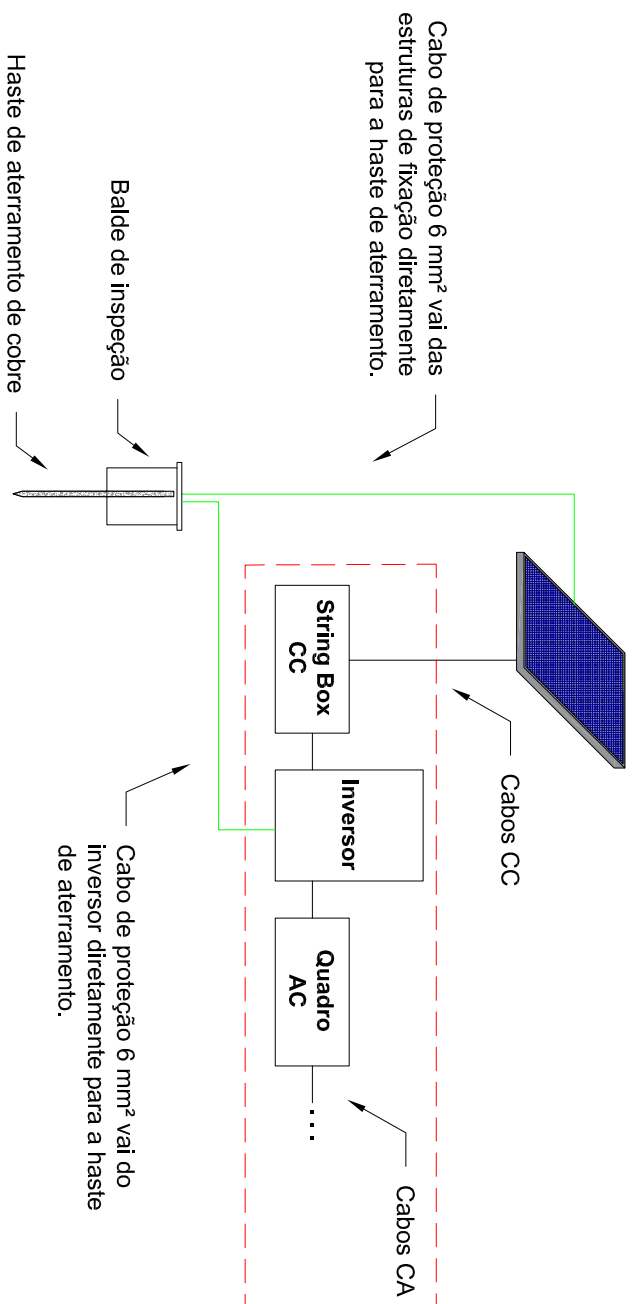 Cabo de proteção 6 mm² vai das
estruturas de fixação diretamente
para a haste de aterramento.
Cabos CC
Cabos CA
String Box
CC
Inversor
Quadro
AC
...
Balde de inspeção
Cabo de proteção 6 mm² vai do
inversor diretamente para a haste
de aterramento.
Haste de aterramento de cobre